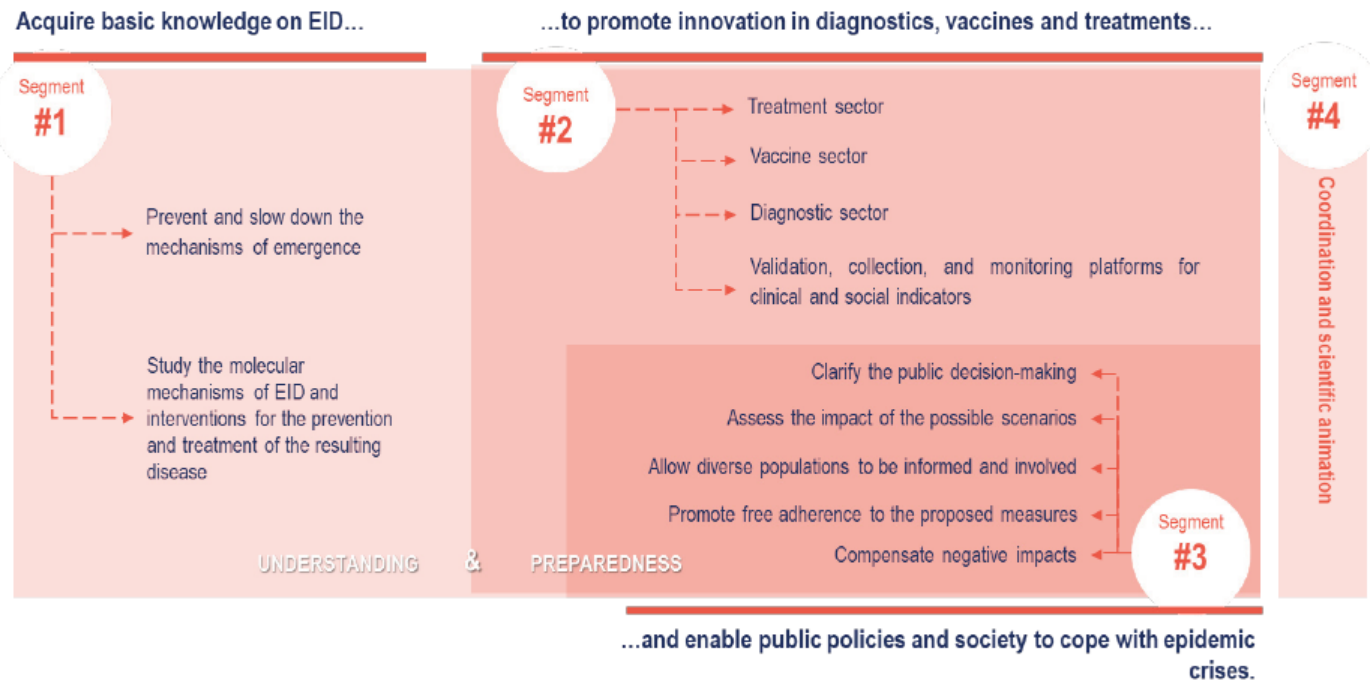 Acquire basic knowledge on EID…
…to promote innovation in diagnostics, vaccines and treatments…
Segment
#1
Prevent and slow down the
mechanisms of emergence
Study the molecular
mechanisms of EID and
interventions for the prevention
and treatment of the resulting
disease
Segment
#2
Treatment sector
Vaccine sector
Diagnostic sector
Validation, collection, and monitoring platforms for
clinical and social indicators
Clarify the public decision-making
Assess the impact of the possible scenarios
Allow diverse populations to be informed and involved
Promote free adherence to the proposed measures
Compensate negative impacts
Segment
#3
UNDERSTANDING & PREPAREDNESS
…and enable public policies and society to cope with epidemic
crises.
Segment
#4
Coordination and scientific animation